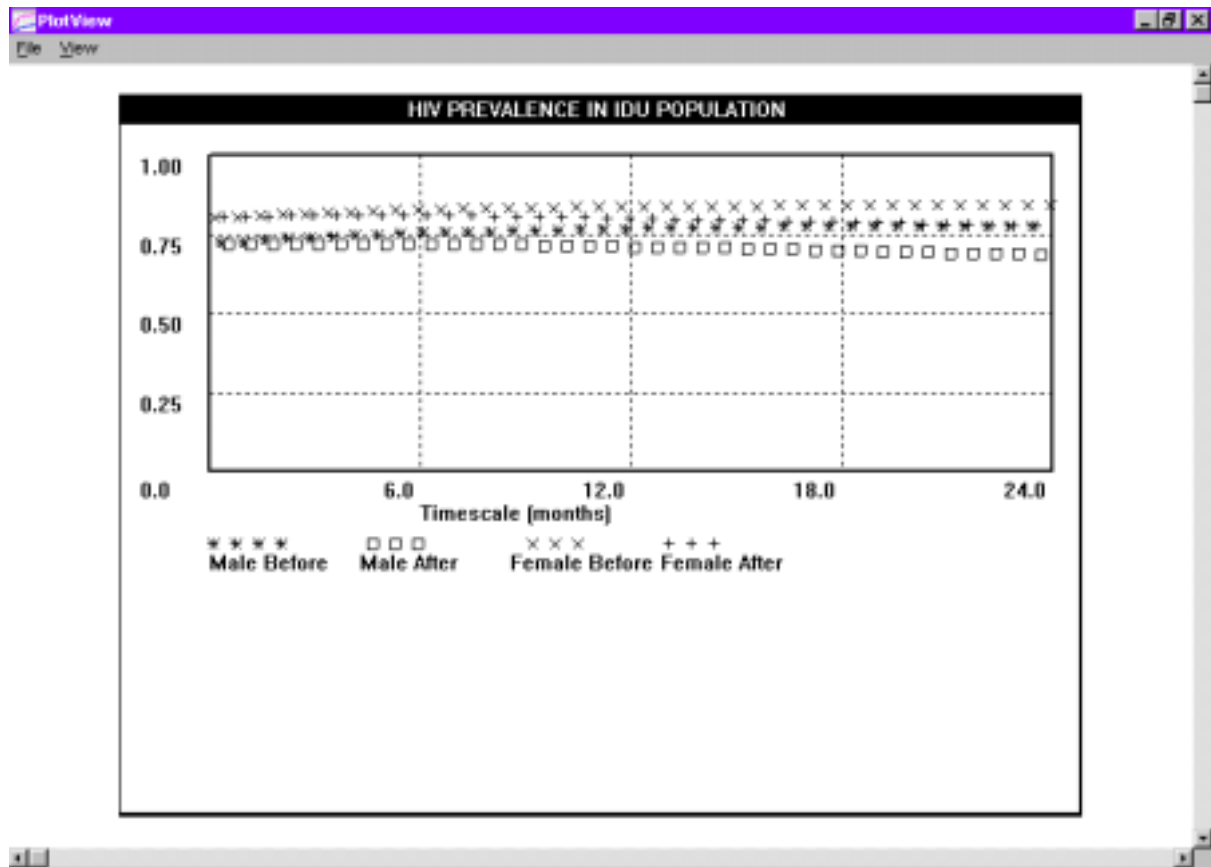 PlotView
File View
HIV PREVALENCE IN IDU POPULATION
1.00
0.75
0.50
0.25
0.0 6.0 12.0 18.0 24.0
Timescale (months)
Male Before Male After Female Before Female After